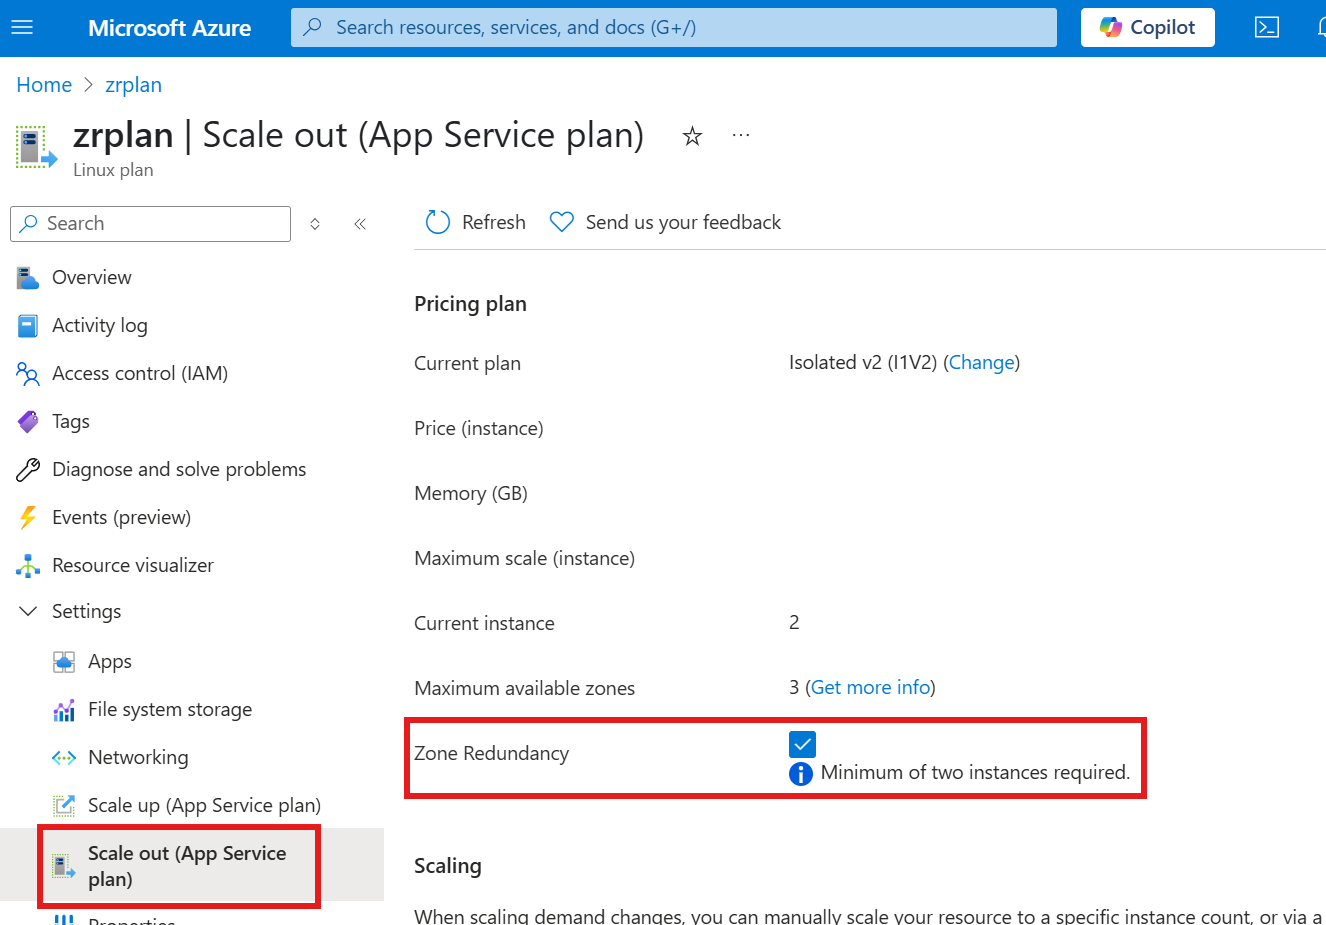 Microsoft Azure
Search resources, services, and docs (G+/)
Copilot
Home > zrplan
zrplan | Scale out (App Service plan)
Linux plan
Search
Refresh
Send us your feedback
Overview
Activity log
Access control (IAM)
Tags
Diagnose and solve problems
Events (preview)
Resource visualizer
Settings
Apps
File system storage
Networking
Scale up (App Service plan)
Scale out (App Service
plan)
Properties
Pricing plan
Current plan
Isolated v2 (I1V2) (Change)
Price (instance)
Memory (GB)
Maximum scale (instance)
Current instance
2
Maximum available zones
3 (Get more info)
Zone Redundancy
Minimum of two instances required.
Scaling
When scaling demand changes, you can manually scale your resource to a specific instance count, or via a